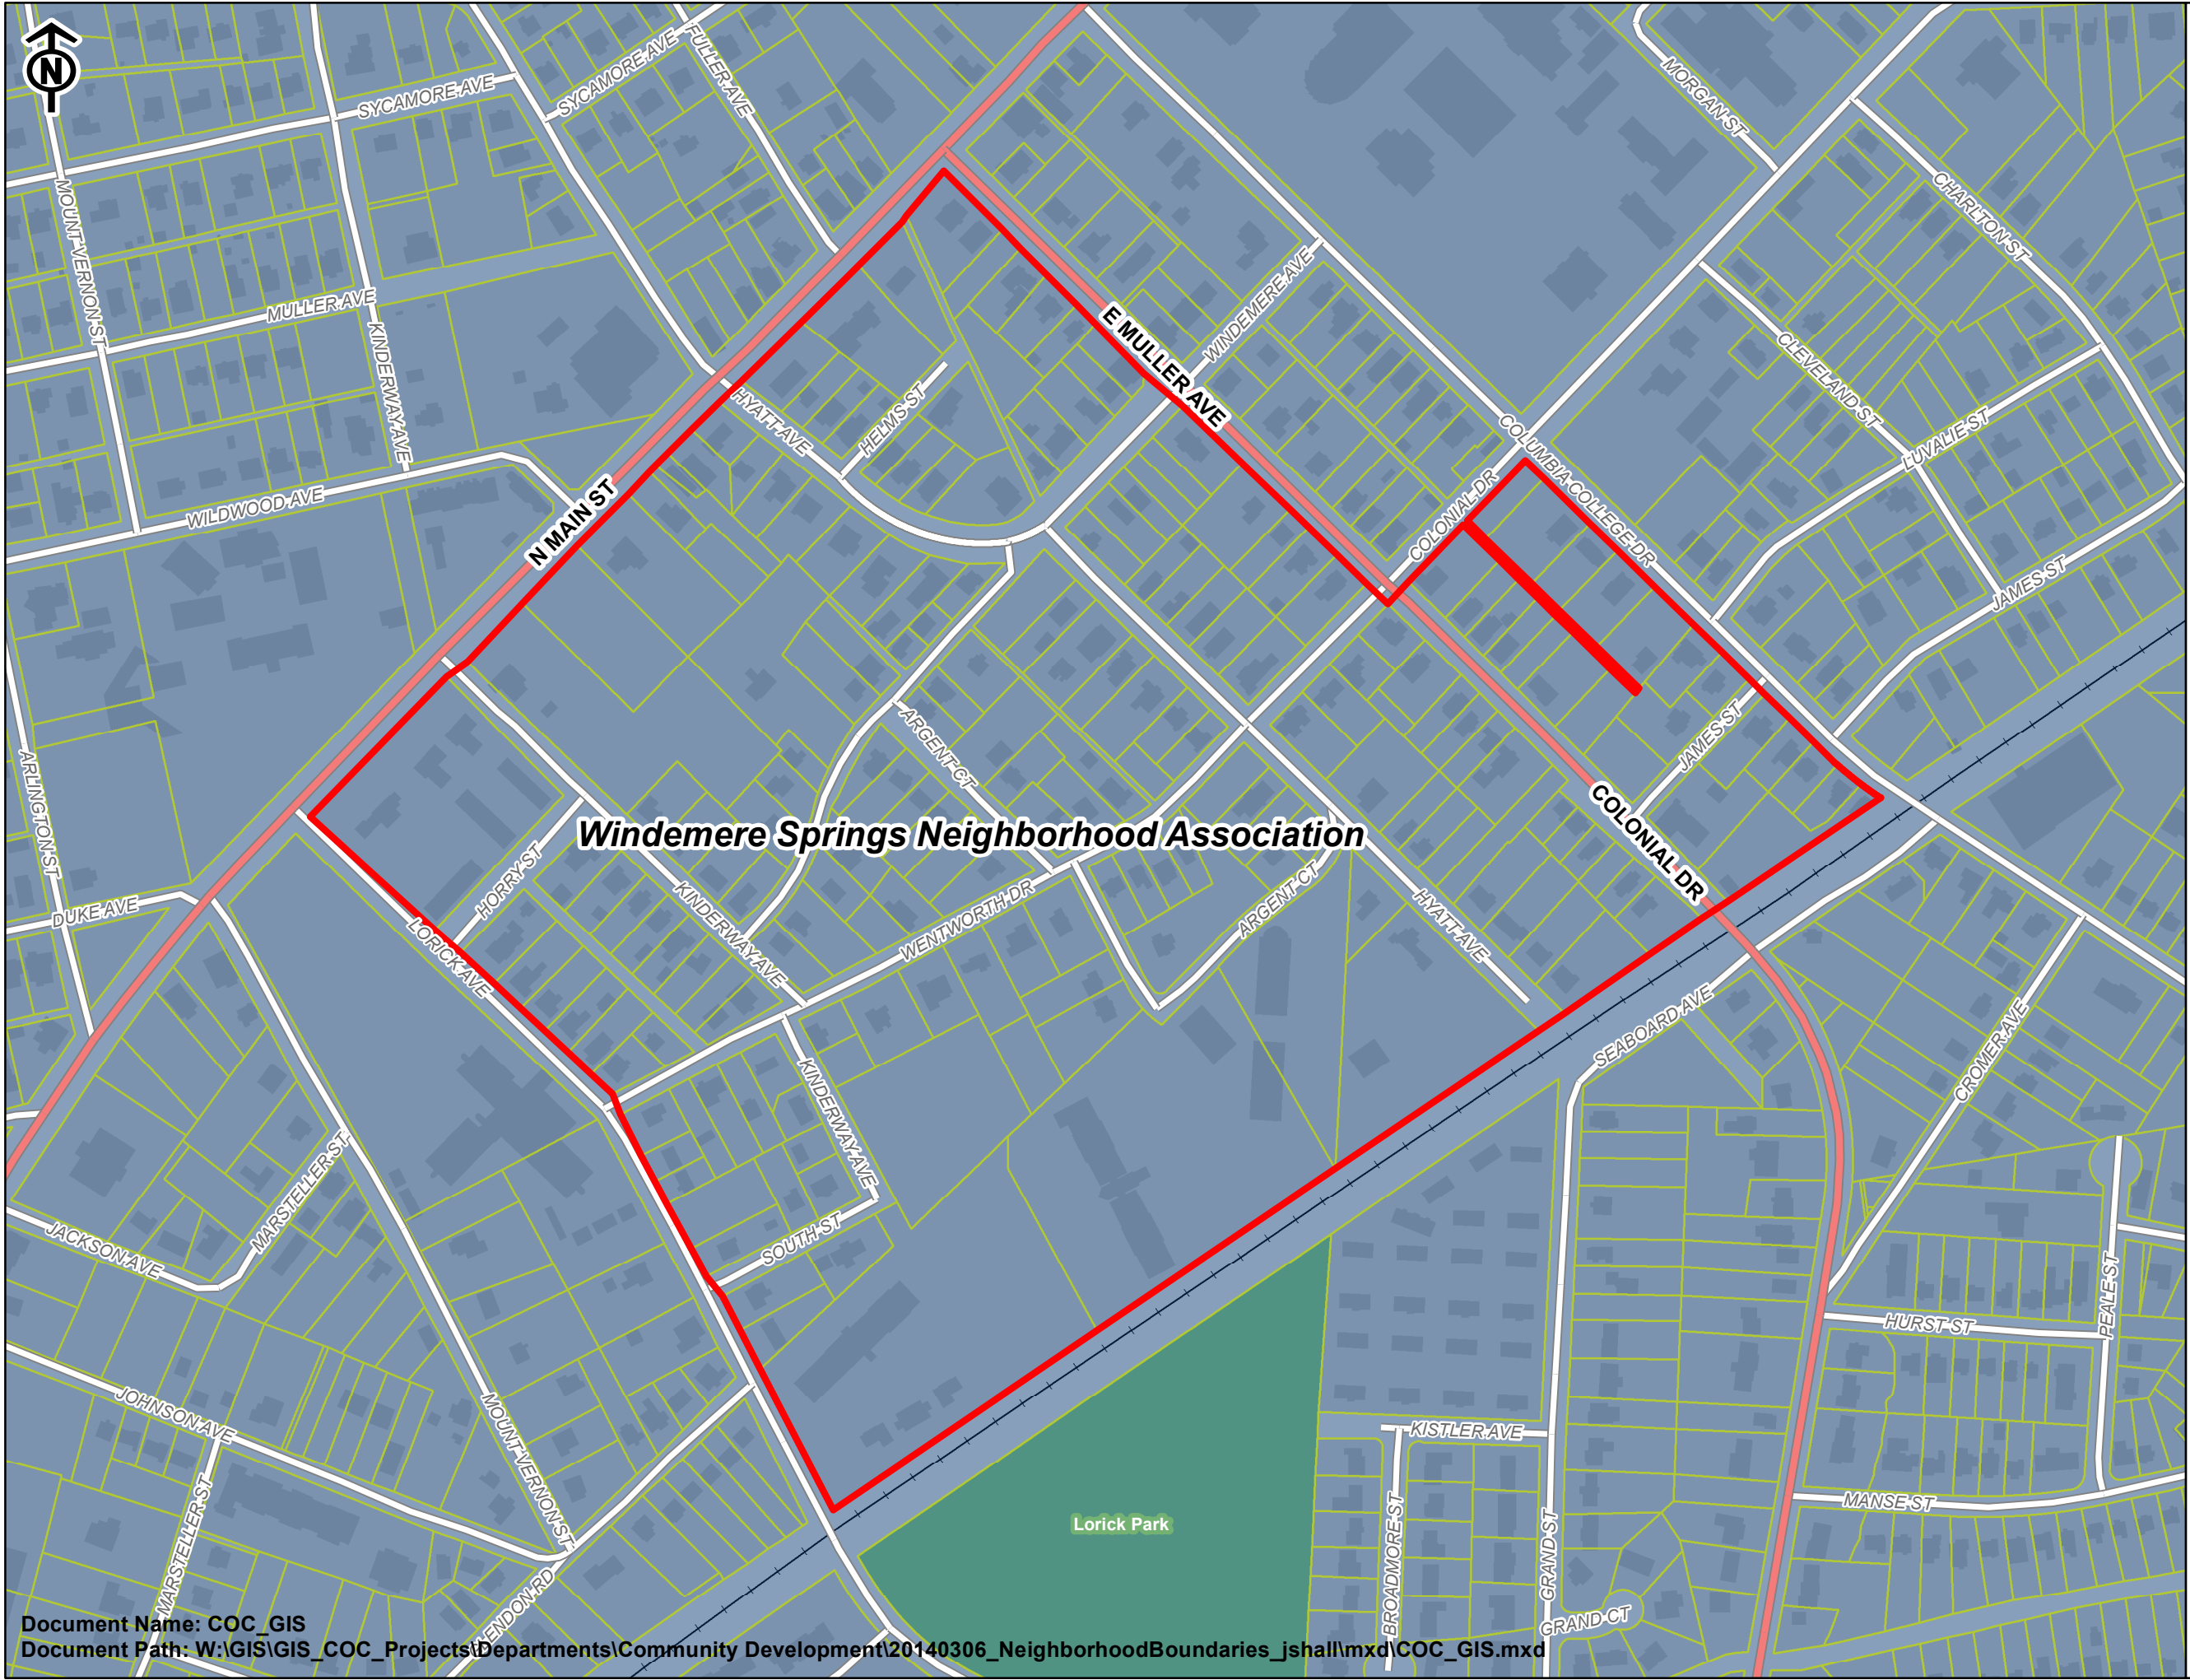 N
SYCAMORE AVE
SYCAMORE AVE
FULLER AVE
MORGAN ST
MOUNT VERNON ST
CHARLTON ST
MULLER AVE
KINDERWAY AVE
WINDEMERE AVE
E MULLER AVE
HYATT AVE
HELMS ST
CLEVELAND ST
LUVALIE ST
COLUMBIA COLLEGE DR
COLONIAL DR
WILDWOOD AVE
N MAIN ST
JAMES ST
ARGENT CT
JAMES ST
ARLINGTON ST
COLONIAL DR
Windemere Springs Neighborhood Association
HORRY ST
KINDERWAY AVE
WENTWORTH DR
ARGENT CT
HYATT AVE
DUKE AVE
LORICK AVE
SEABOARD AVE
CROMER AVE
KINDERWAY AVE
MARSTELLER ST
JACKSON AVE
SOUTH ST
PEALE ST
HURST ST
JOHNSON AVE
MOUNT VERNON ST
KISTLER AVE
MARSTELLER ST
Lorick Park
BROADMORE ST
GRAND ST
MANSE ST
GRAND CT
ENDON RD
Document Name: COC_GIS
Document Path: W:\GIS\GIS_COC_Projects\Departments\Community Development\20140306_NeighborhoodBoundaries_jshall\mxd\COC_GIS.mxd